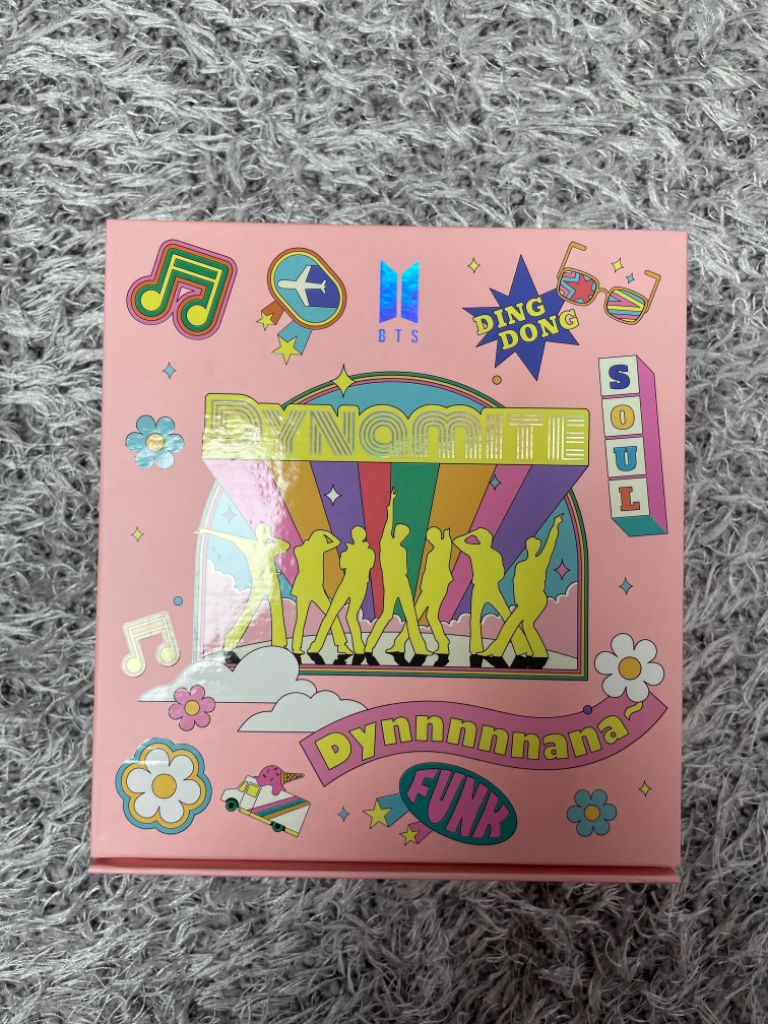 BTS
DING
DONG
SOUL
DYNAMITE
Dynnnnnana~
FUNK